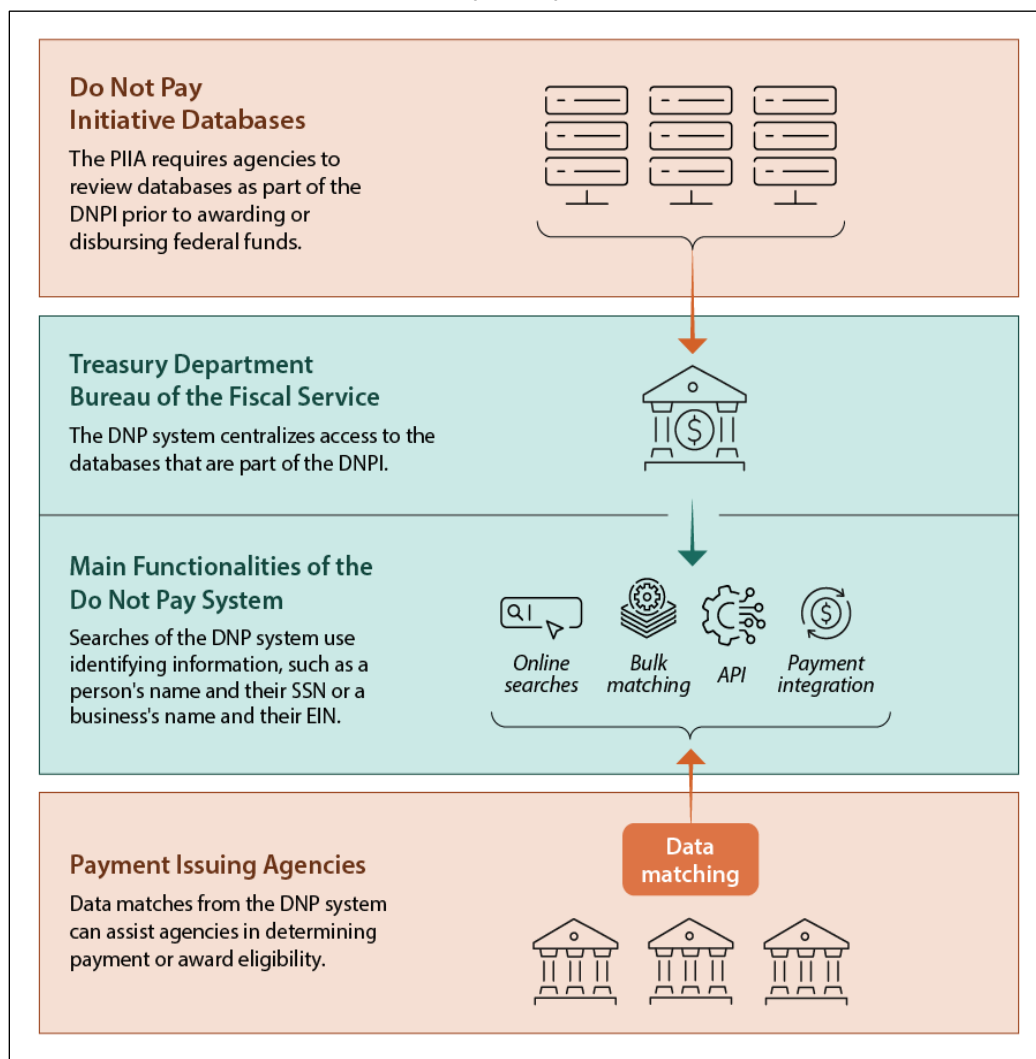 Do Not Pay
Initiative Databases
The PIIA requires agencies to
review databases as part of the
DNPI prior to awarding or
disbursing federal funds.
Treasury Department
Bureau of the Fiscal Service
The DNP system centralizes access to the
databases that are part of the DNPI.
$
Main Functionalities of the
Do Not Pay System
Searches of the DNP system use
identifying information, such as a
person's name and their SSN or a
business's name and their EIN.
$
Online
searches
Bulk
matching
API
Payment
integration
Data
matching
Payment Issuing Agencies
Data matches from the DNP system
can assist agencies in determining
payment or award eligibility.